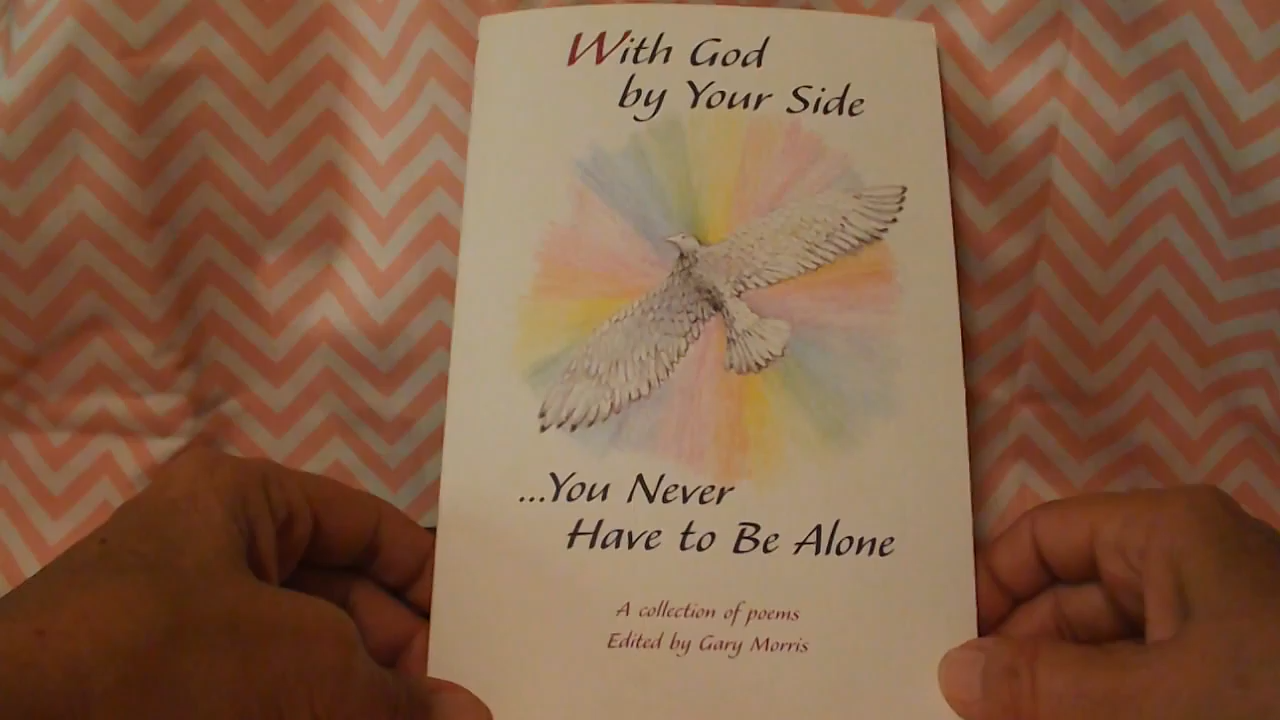 With God
by Your Side
...You Never
Have to Be Alone
A collection of poems
Edited by Gary Morris